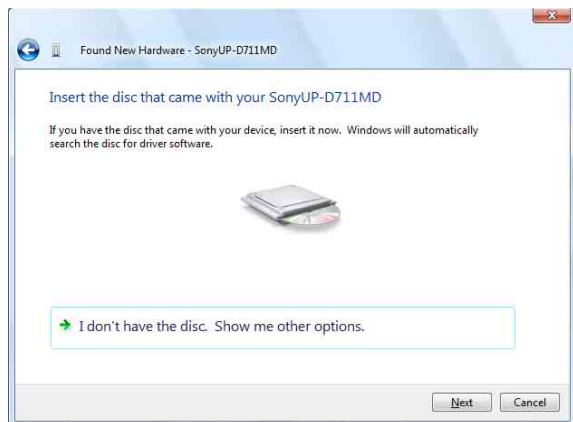 Found New Hardware - SonyUP-D711MD
Insert the disc that came with your SonyUP-D711MD
If you have the disc that came with your device, insert it now.  Windows will automatically
search the disc for driver software.
I don't have the disc.  Show me other options.
Next
Cancel